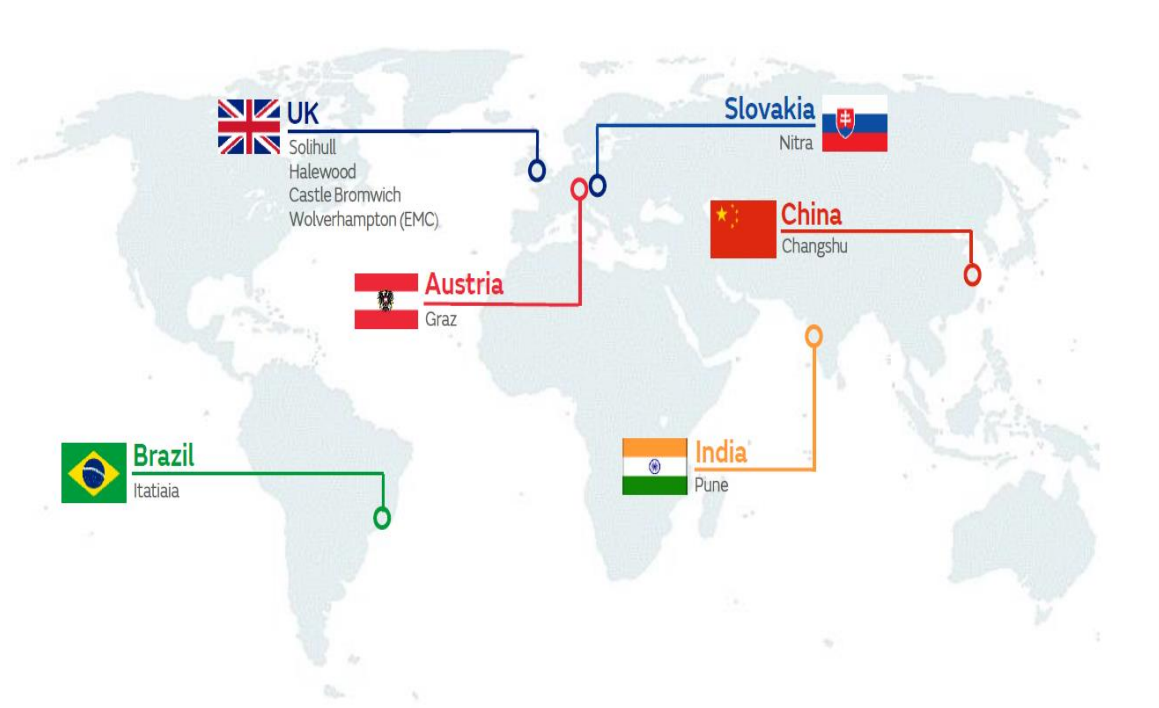 UK
Solihull
Halewood
Castle Bromwich
Wolverhampton (EMC)
Slovakia
Nitra
China
Changshu
Austria
Graz
Brazil
Itatiaia
India
Pune